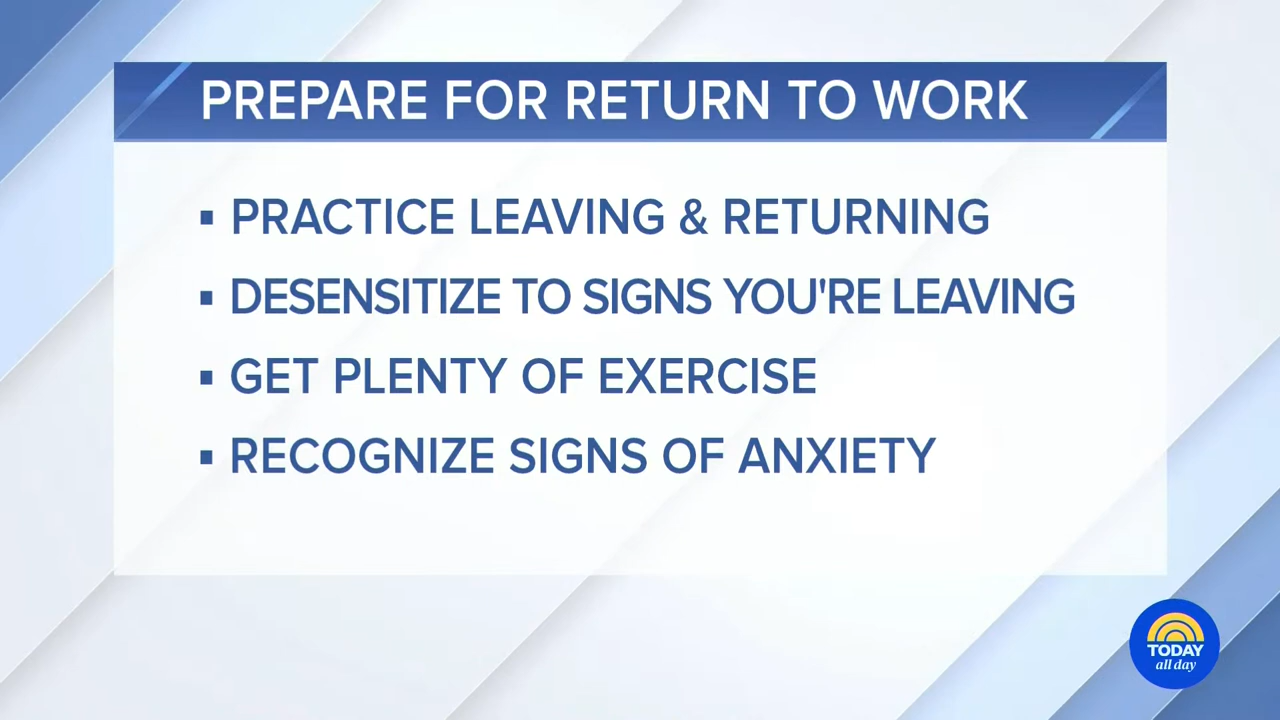 PREPARE FOR RETURN TO WORK
▪ PRACTICE LEAVING & RETURNING
▪ DESENSITIZE TO SIGNS YOU'RE LEAVING
▪ GET PLENTY OF EXERCISE
▪ RECOGNIZE SIGNS OF ANXIETY
TODAY
all day